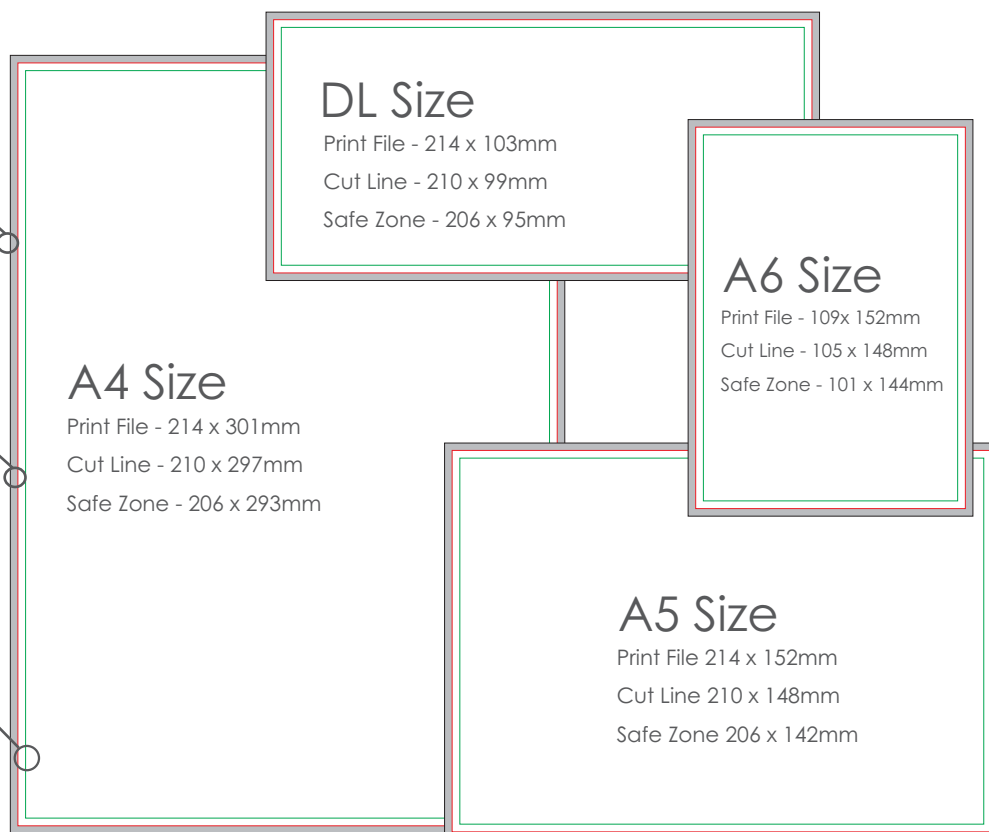 DL Size
Print File - 214 x 103mm
Cut Line - 210 x 99mm
Safe Zone - 206 x 95mm
A6 Size
Print File - 109x 152mm
Cut Line - 105 x 148mm
Safe Zone - 101 x 144mm
A4 Size
Print File - 214 x 301mm
Cut Line - 210 x 297mm
Safe Zone - 206 x 293mm
A5 Size
Print File 214 x 152mm
Cut Line 210 x 148mm
Safe Zone 206 x 142mm